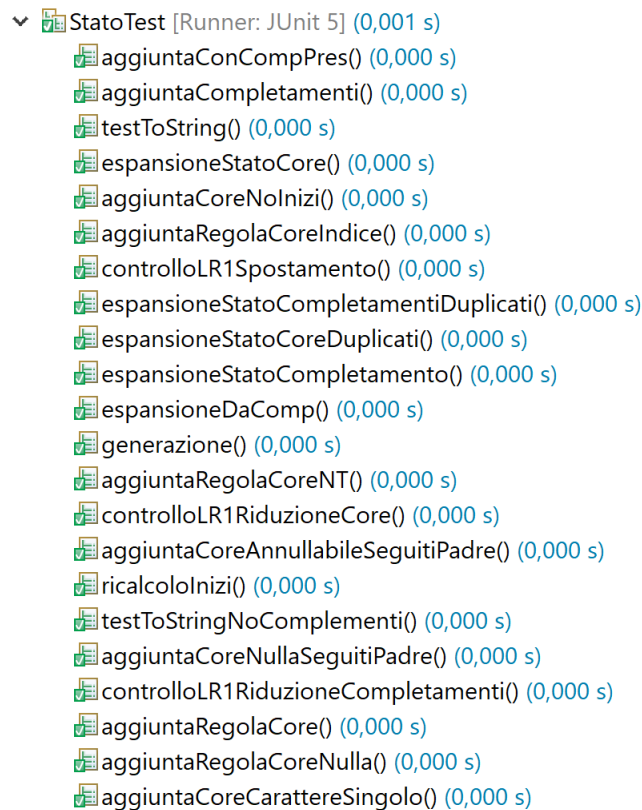 StatoTest [Runner: JUnit 5] (0,001 s)
aggiuntaConCompPres() (0,000 s)
aggiuntaCompletamenti() (0,000 s)
testToString() (0,000 s)
espansioneStatoCore() (0,000 s)
aggiuntaCoreNoInizi() (0,000 s)
aggiuntaRegolaCoreIndice() (0,000 s)
controlloLR1Spostamento() (0,000 s)
espansioneStatoCompletamentiDuplicati() (0,000 s)
espansioneStatoCoreDuplicati() (0,000 s)
espansioneStatoCompletamento() (0,000 s)
espansioneDaComp() (0,000 s)
generazione() (0,000 s)
aggiuntaRegolaCoreNT() (0,000 s)
controlloLR1RiduzioneCore() (0,000 s)
aggiuntaCoreAnnullabileSeguitiPadre() (0,000 s)
ricalcoloInizi() (0,000 s)
testToStringNoComplementi() (0,000 s)
aggiuntaCoreNullaSeguitiPadre() (0,000 s)
controlloLR1RiduzioneCompletamenti() (0,000 s)
aggiuntaRegolaCore() (0,000 s)
aggiuntaRegolaCoreNulla() (0,000 s)
aggiuntaCoreCarattereSingolo() (0,000 s)